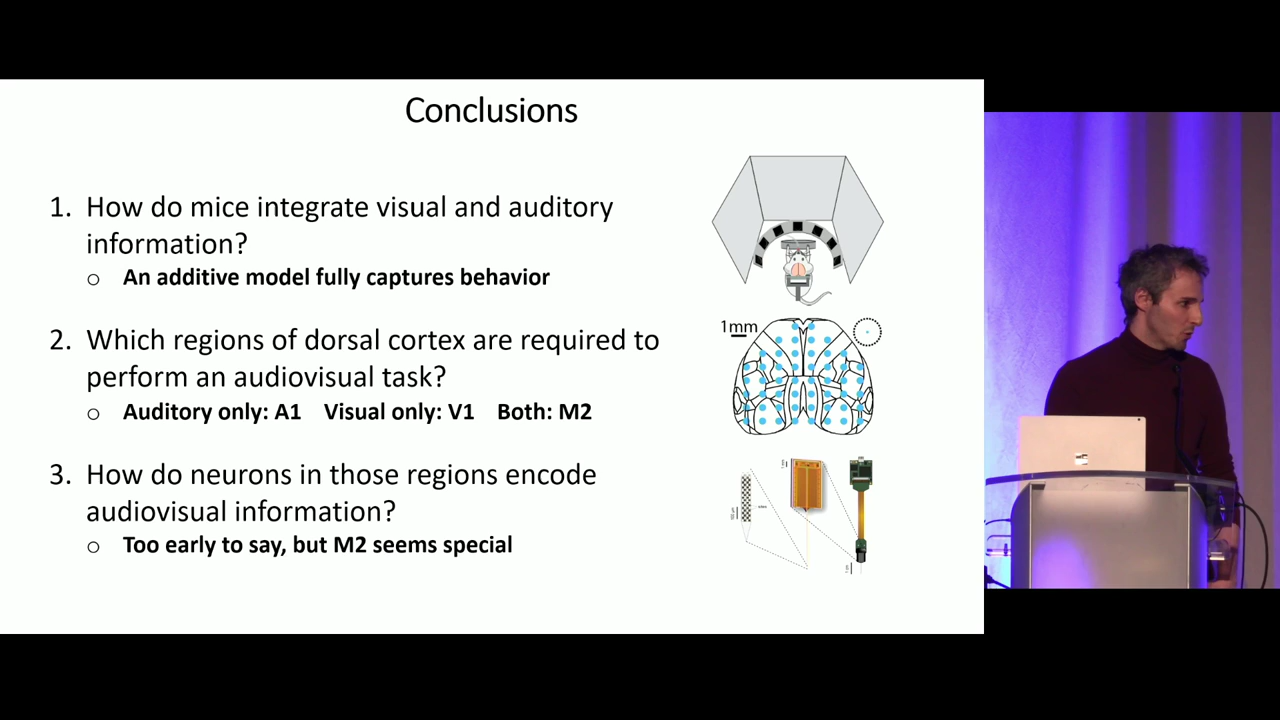 Conclusions
1. How do mice integrate visual and auditory
information?
o An additive model fully captures behavior
2. Which regions of dorsal cortex are required to
perform an audiovisual task?
o Auditory only: A1 Visual only: V1 Both: M2
3. How do neurons in those regions encode
audiovisual information?
o Too early to say, but M2 seems special
1mm